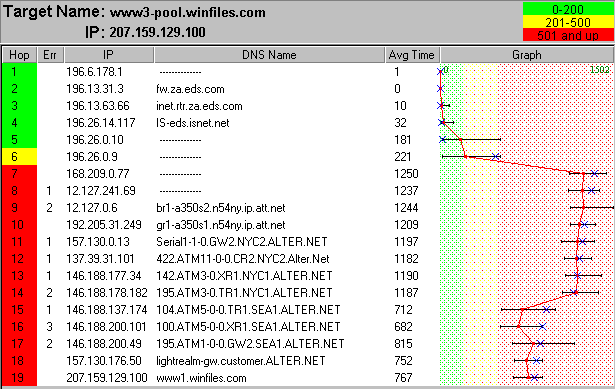 Target Name: www3-pool.winfiles.com
IP: 207.159.129.100
0-200
201-500
501 and up
Hop Err IP DNS Name Avg Time Graph
1 196.6.178.1 -------------- 1 0 1502
2 196.13.31.3 fw.za.eds.com 0
3 196.13.63.66 inet.rtr.za.eds.com 10
4 196.26.14.117 IS-eds.isnet.net 32
5 196.26.0.10 -------------- 181
6 196.26.0.9 -------------- 221
7 168.209.0.77 -------------- 1250
8 1 12.127.241.69 -------------- 1237
9 2 12.127.0.6 br1-a350s2.n54ny.ip.att.net 1244
10 192.205.31.249 gr1-a350s1.n54ny.ip.att.net 1209
11 1 157.130.0.13 Serial1-1-0.GW2.NYC2.ALTER.NET 1197
12 1 137.39.31.101 422.ATM11-0-0.CR2.NYC2.Alter.Net 1182
13 1 146.188.177.34 142.ATM3-0.XR1.NYC1.ALTER.NET 1190
14 2 146.188.178.182 195.ATM3-0.TR1.NYC1.ALTER.NET 1187
15 1 146.188.137.174 104.ATM5-0-0.TR1.SEA1.ALTER.NET 712
16 3 146.188.200.101 100.ATM5-0-0.XR1.SEA1.ALTER.NET 682
17 2 146.188.200.49 195.ATM1-0-0.GW2.SEA1.ALTER.NET 815
18 157.130.176.50 lightrealm-gw.customer.ALTER.NET 752
19 207.159.129.100 www1.winfiles.com 767